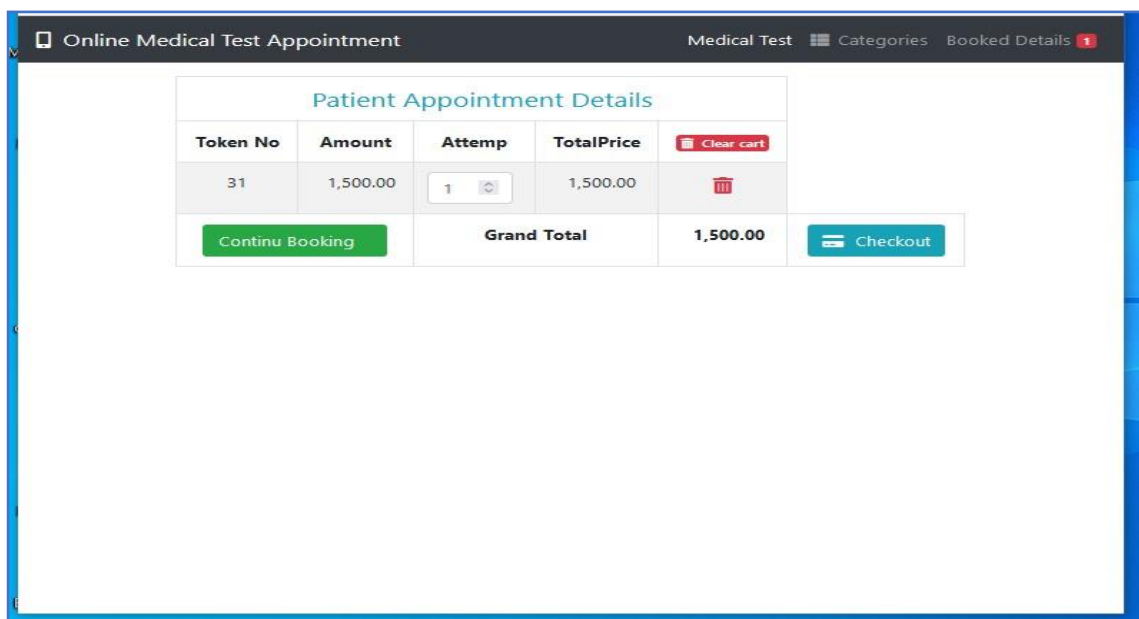 Online Medical Test Appointment Medical Test Categories Booked Details 1
Patient Appointment Details
Token No Amount Attemp TotalPrice Clear cart
31 1,500.00 1 1,500.00
Continu Booking Grand Total 1,500.00 Checkout